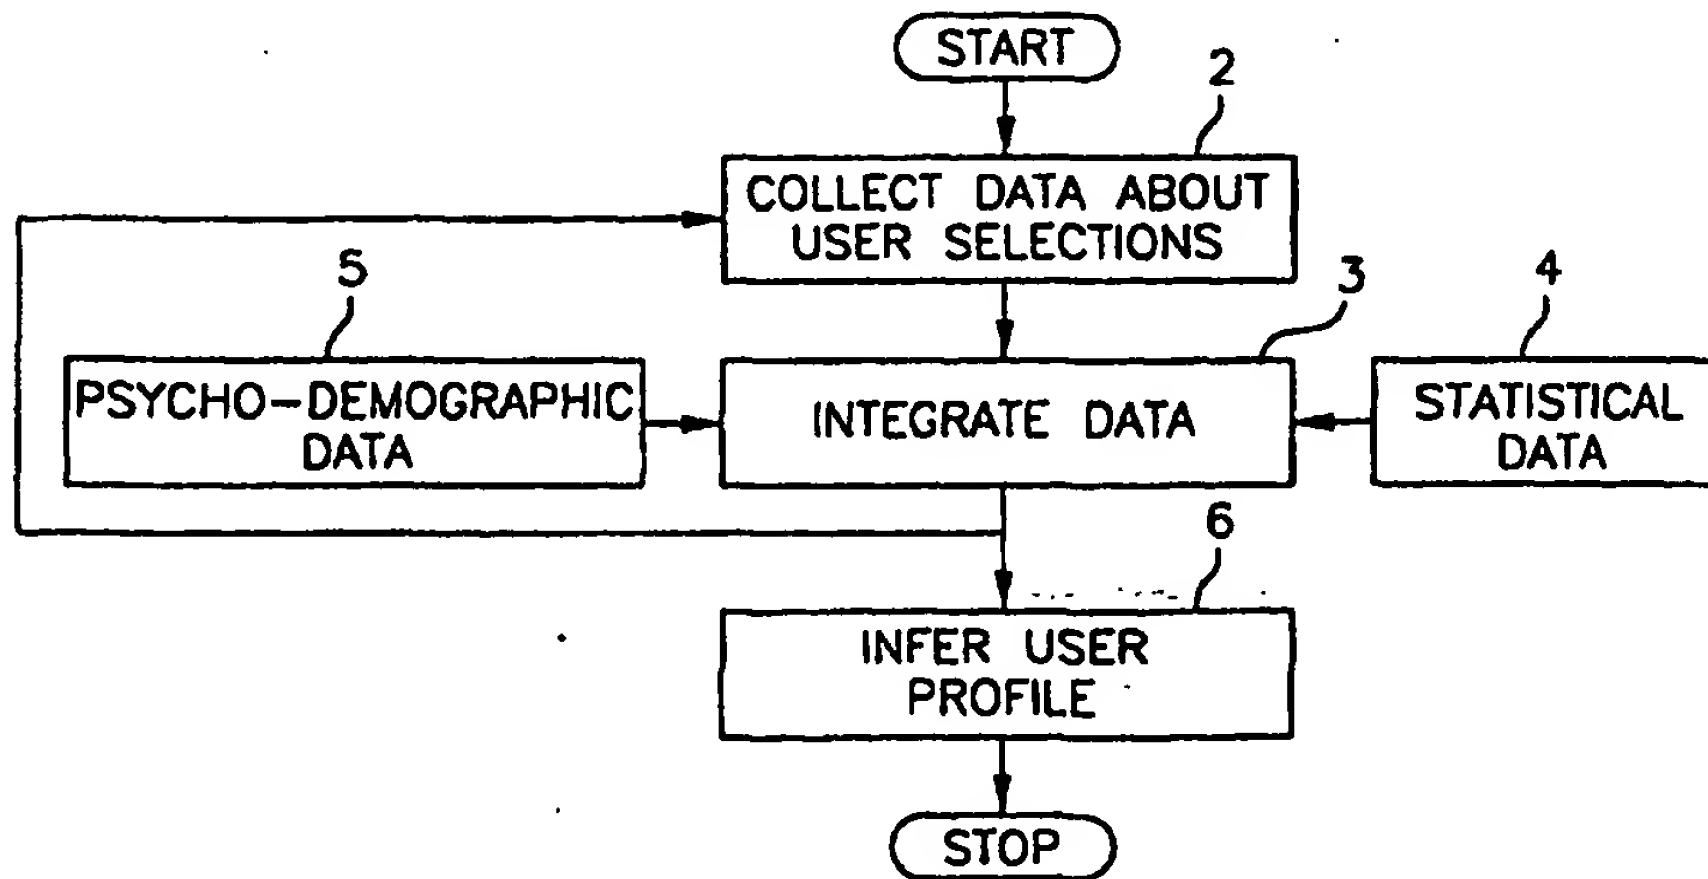 START
2
COLLECT DATA ABOUT
USER SELECTIONS
5
3
4
PSYCHO-DEMOGRAPHIC
DATA
INTEGRATE DATA
STATISTICAL
DATA
6
INFER USER
PROFILE
STOP